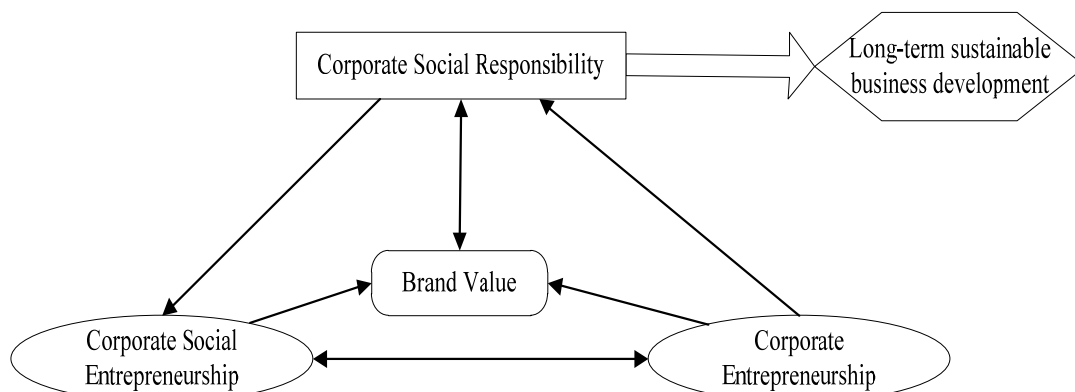 Corporate Social Responsibility
Long-term sustainable
business development
Brand Value
Corporate Social
Entrepreneurship
Corporate
Entrepreneurship